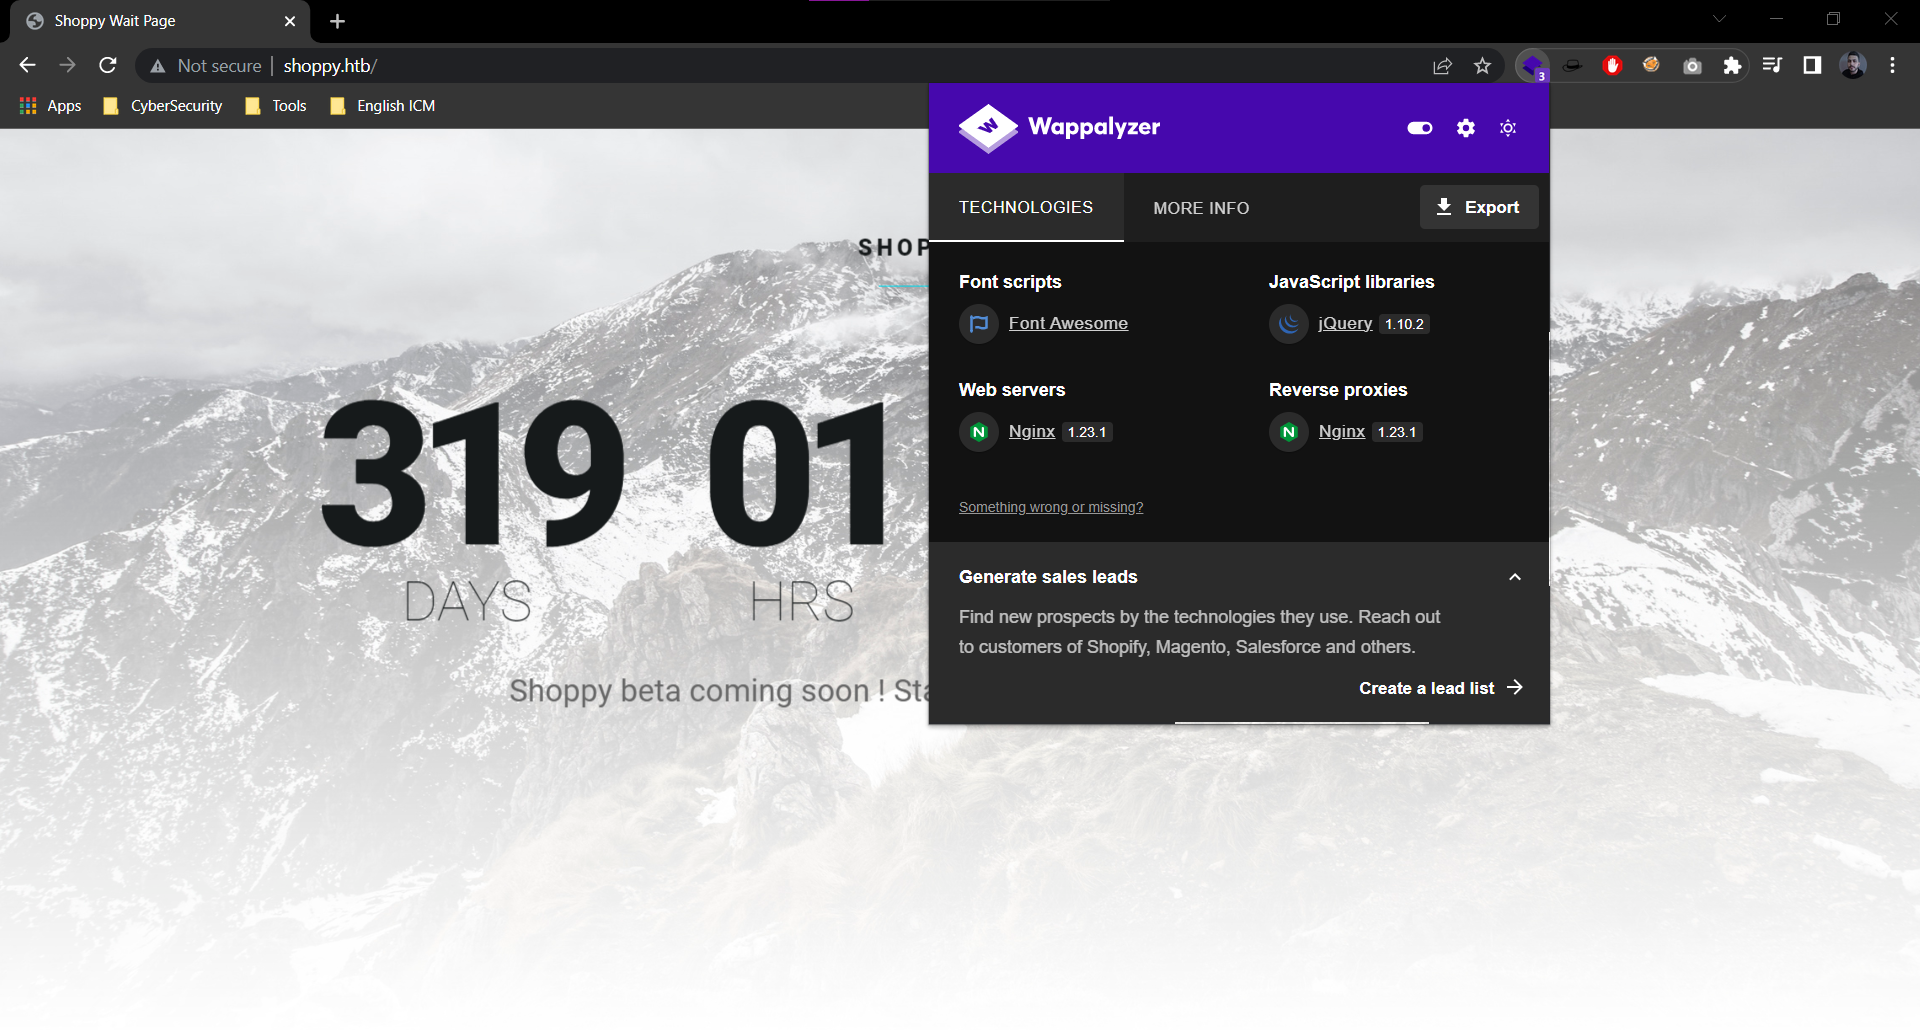 Shoppy Wait Page
Not secure
shoppy.htb/
3
Apps
CyberSecurity
Tools
English ICM
Wappalyzer
TECHNOLOGIES
MORE INFO
Export
Font scripts
Font Awesome
JavaScript libraries
jQuery 1.10.2
Web servers
Nginx 1.23.1
Reverse proxies
Nginx 1.23.1
Something wrong or missing?
Generate sales leads
Find new prospects by the technologies they use. Reach out
to customers of Shopify, Magento, Salesforce and others.
Create a lead list
SHOP
319 01
DAYS HRS
Shoppy beta coming soon ! Sta